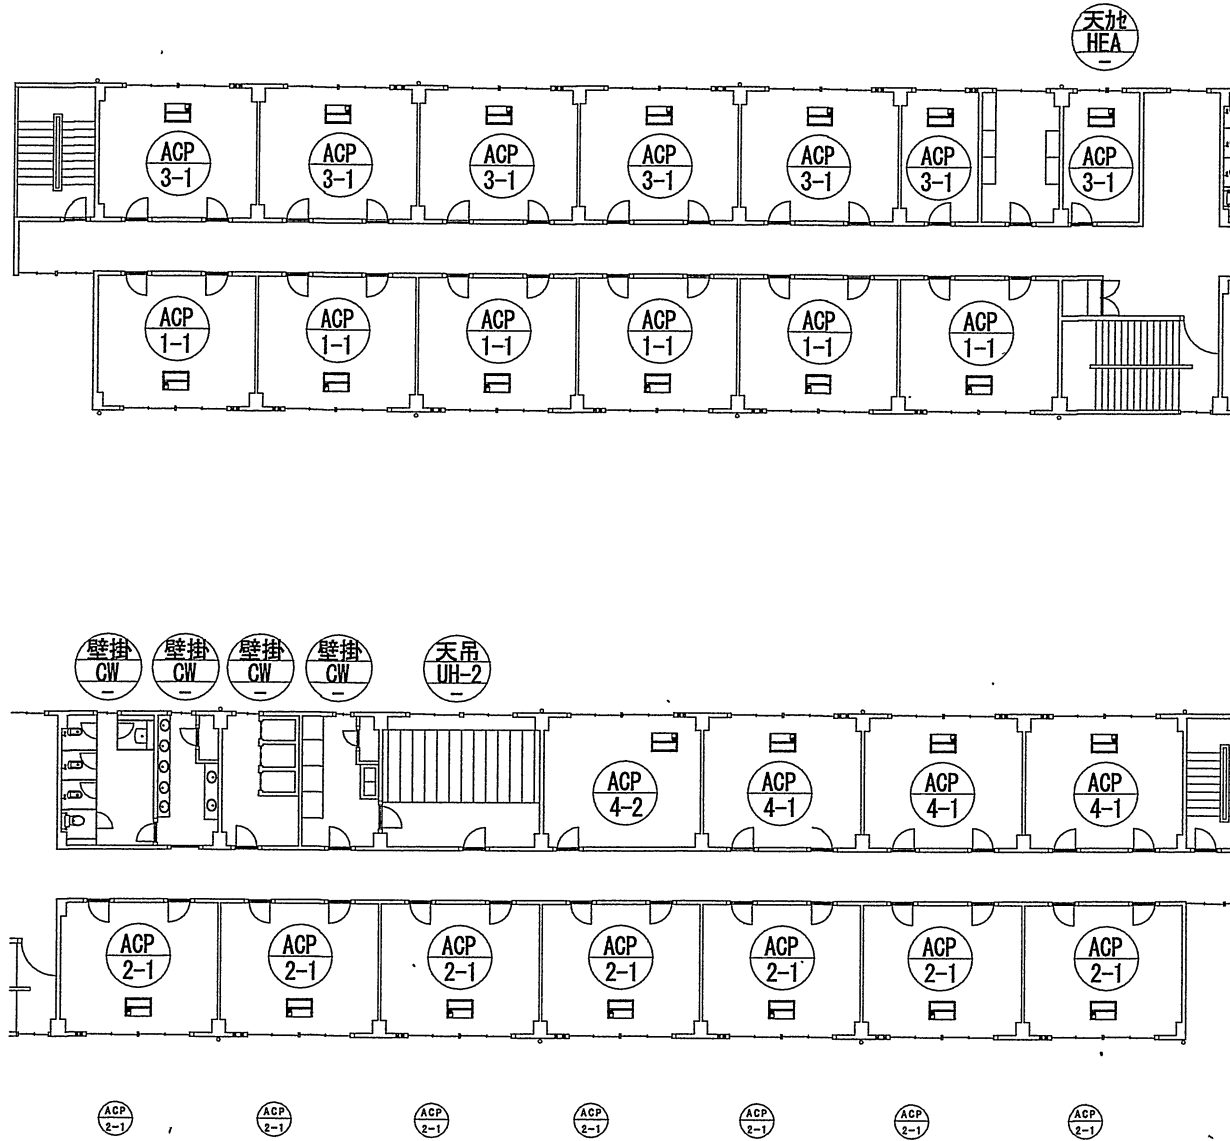 天カセ
HEA
–
ACP
3-1
ACP
3-1
ACP
3-1
ACP
3-1
ACP
3-1
ACP
3-1
ACP
3-1
ACP
1-1
ACP
1-1
ACP
1-1
ACP
1-1
ACP
1-1
ACP
1-1
壁掛
CW
–
壁掛
CW
–
壁掛
CW
–
壁掛
CW
–
天吊
UH-2
–
ACP
4-2
ACP
4-1
ACP
4-1
ACP
4-1
ACP
2-1
ACP
2-1
ACP
2-1
ACP
2-1
ACP
2-1
ACP
2-1
ACP
2-1
ACP
2-1
ACP
2-1
ACP
2-1
ACP
2-1
ACP
2-1
ACP
2-1
ACP
2-1